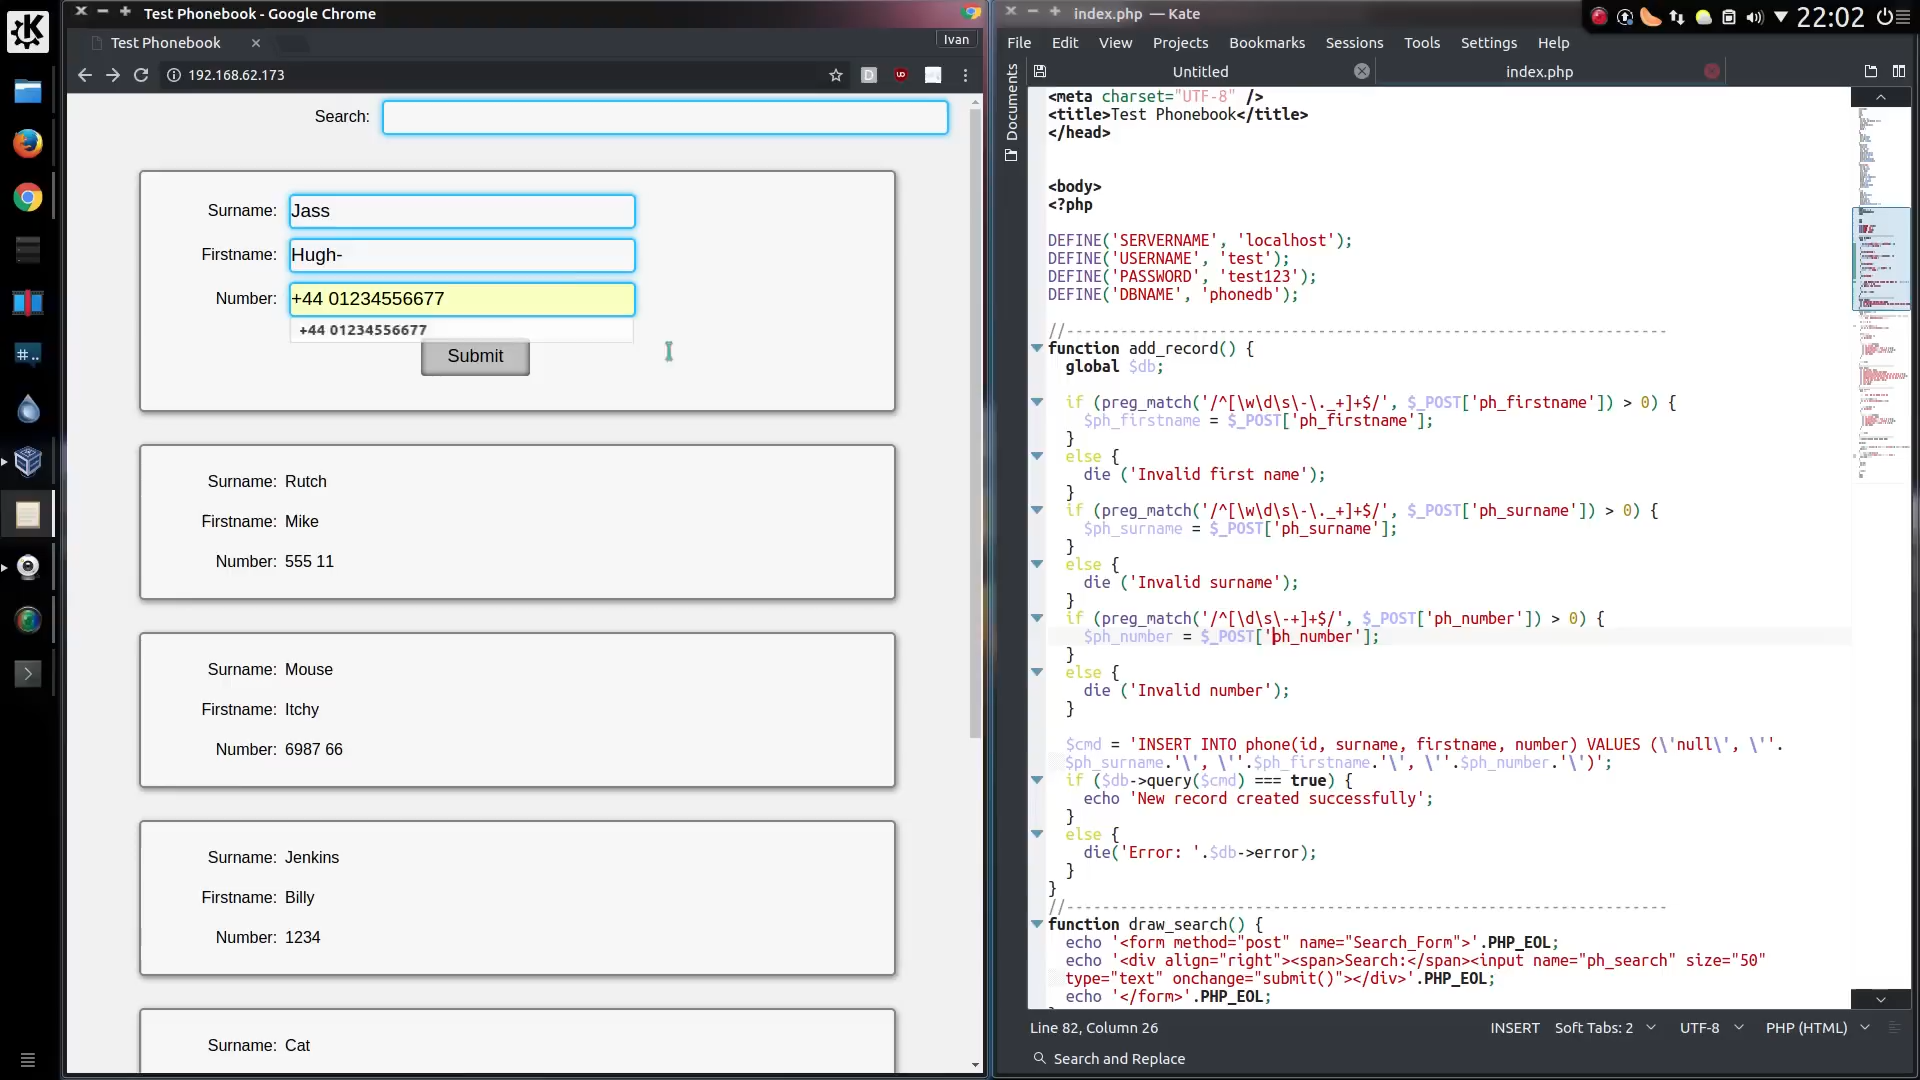 Test Phonebook - Google Chrome
Test Phonebook
Ivan
192.168.62.173
Search:
Surname: Jass
Firstname: Hugh-
Number: +44 01234556677
+44 01234556677
Submit
Surname: Rutch
Firstname: Mike
Number: 555 11
Surname: Mouse
Firstname: Itchy
Number: 6987 66
Surname: Jenkins
Firstname: Billy
Number: 1234
Surname: Cat
index.php — Kate
22:02
File Edit View Projects Bookmarks Sessions Tools Settings Help
Untitled
index.php
Documents
<meta charset="UTF-8" />
<title>Test Phonebook</title>
</head>
<body>
<?php
DEFINE('SERVERNAME', 'localhost');
DEFINE('USERNAME', 'test');
DEFINE('PASSWORD', 'test123');
DEFINE('DBNAME', 'phonedb');
//-------------------------------------------------------------------
function add_record() {
global $db;
if (preg_match('/^[\w\d\s\-\._+]+$/', $_POST['ph_firstname']) > 0) {
$ph_firstname = $_POST['ph_firstname'];
}
else {
die ('Invalid first name');
}
if (preg_match('/^[\w\d\s\-\._+]+$/', $_POST['ph_surname']) > 0) {
$ph_surname = $_POST['ph_surname'];
}
else {
die ('Invalid surname');
}
if (preg_match('/^[\d\s\-+]+$/', $_POST['ph_number']) > 0) {
$ph_number = $_POST['ph_number'];
}
else {
die ('Invalid number');
}
$cmd = 'INSERT INTO phone(id, surname, firstname, number) VALUES (\'null\', \''.
$ph_surname.'\', \''.$ph_firstname.'\', \''.$ph_number.'\')';
if ($db->query($cmd) === true) {
echo 'New record created successfully';
}
else {
die('Error: '.$db->error);
}
}
//-------------------------------------------------------------------
function draw_search() {
echo '<form method="post" name="Search_Form">'.PHP_EOL;
echo '<div align="right"><span>Search:</span><input name="ph_search" size="50"
type="text" onchange="submit()"></div>'.PHP_EOL;
echo '</form>'.PHP_EOL;
Line 82, Column 26
INSERT
Soft Tabs: 2
UTF-8
PHP (HTML)
Search and Replace